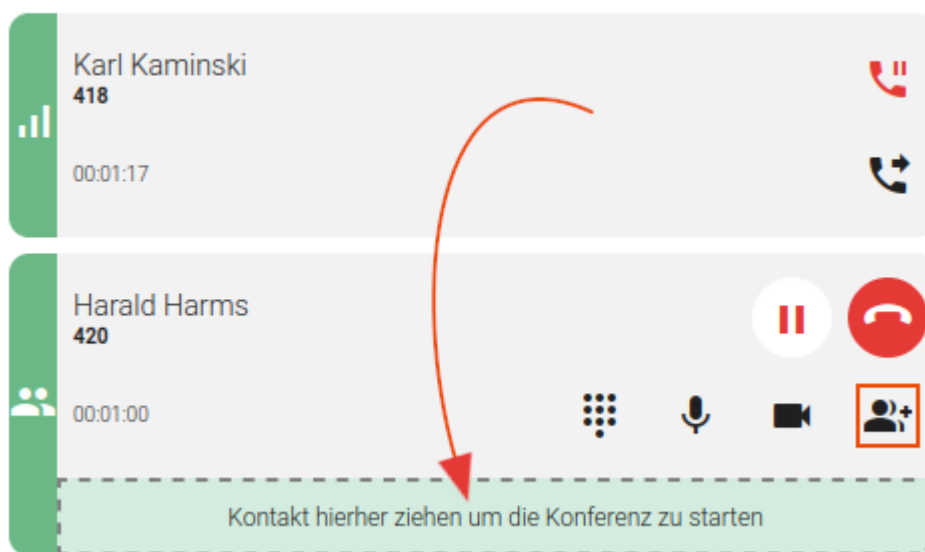 Karl Kaminski
418
00:01:17
Harald Harms
420
00:01:00
Kontakt hierher ziehen um die Konferenz zu starten